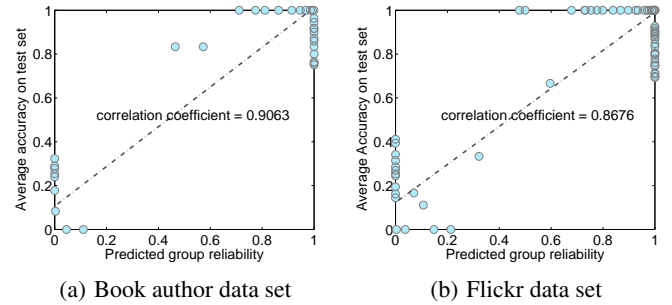 Average accuracy on test set
1
0.8
0.6
0.4
0.2
0
correlation coefficient = 0.9063
0 0.2 0.4 0.6 0.8 1
Predicted group reliability
(a) Book author data set
Average Accuracy on test set
1
0.8
0.6
0.4
0.2
0
correlation coefficient = 0.8676
0 0.2 0.4 0.6 0.8 1
Predicted group reliability
(b) Flickr data set